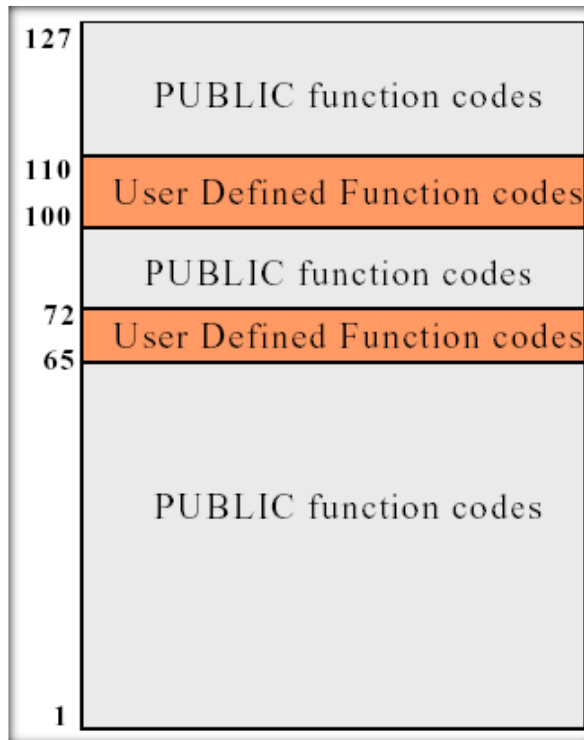 127
PUBLIC function codes
110
User Defined Function codes
100
PUBLIC function codes
72
User Defined Function codes
65
PUBLIC function codes
1